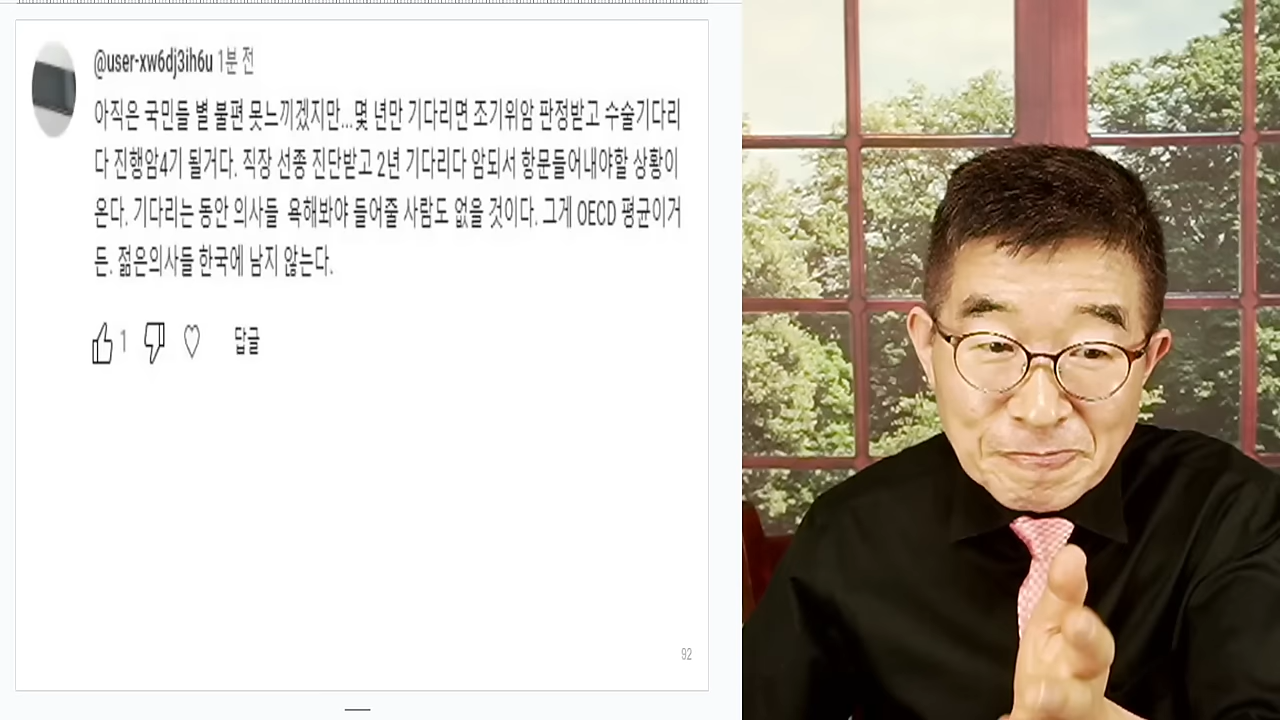 @user-xw6dj3ih6u 1분 전
아직은 국민들 별 불편 못느끼겠지만...몇 년만 기다리면 조기위암 판정받고 수술기다리
다 진행암4기 될거다. 직장 선종 진단받고 2년 기다리다 암되서 항문들어내야할 상황이
온다. 기다리는 동안 의사들 욕해봐야 들어줄 사람도 없을 것이다. 그게 OECD 평균이거
든. 젊은의사들 한국에 남지 않는다.
1 답글
92